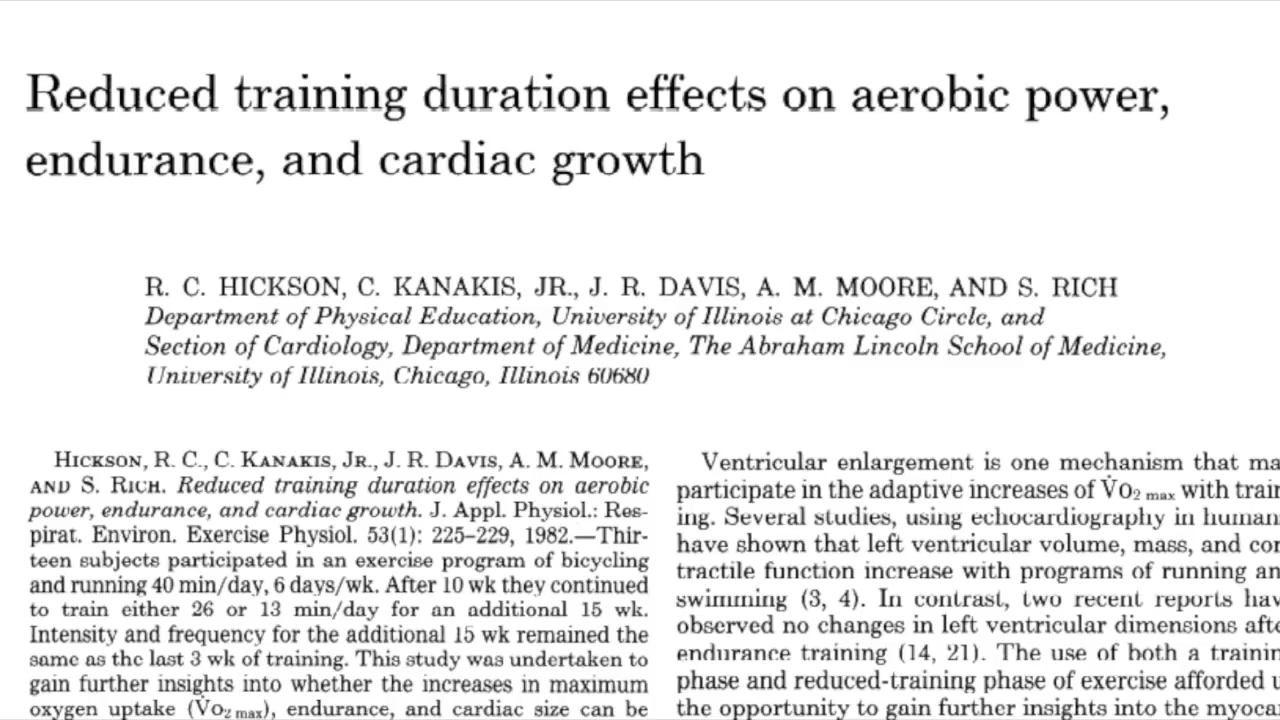 Reduced training duration effects on aerobic power,
endurance, and cardiac growth
R. C. HICKSON, C. KANAKIS, JR., J. R. DAVIS, A. M. MOORE, AND S. RICH
Department of Physical Education, University of Illinois at Chicago Circle, and
Section of Cardiology, Department of Medicine, The Abraham Lincoln School of Medicine,
University of Illinois, Chicago, Illinois 60680
HICKSON, R. C., C. KANAKIS, JR., J. R. DAVIS, A. M. MOORE,
AND S. RICH. Reduced training duration effects on aerobic
power, endurance, and cardiac growth. J. Appl. Physiol.: Res-
pirat. Environ. Exercise Physiol. 53(1): 225–229, 1982.—Thir-
teen subjects participated in an exercise program of bicycling
and running 40 min/day, 6 days/wk. After 10 wk they continued
to train either 26 or 13 min/day for an additional 15 wk.
Intensity and frequency for the additional 15 wk remained the
same as the last 3 wk of training. This study was undertaken to
gain further insights into whether the increases in maximum
oxygen uptake (V̇O2 max), endurance, and cardiac size can be
Ventricular enlargement is one mechanism that ma
participate in the adaptive increases of V̇O2 max with train
ing. Several studies, using echocardiography in human
have shown that left ventricular volume, mass, and con
tractile function increase with programs of running an
swimming (3, 4). In contrast, two recent reports hav
observed no changes in left ventricular dimensions afte
endurance training (14, 21). The use of both a trainin
phase and reduced-training phase of exercise afforded u
the opportunity to gain further insights into the myoca